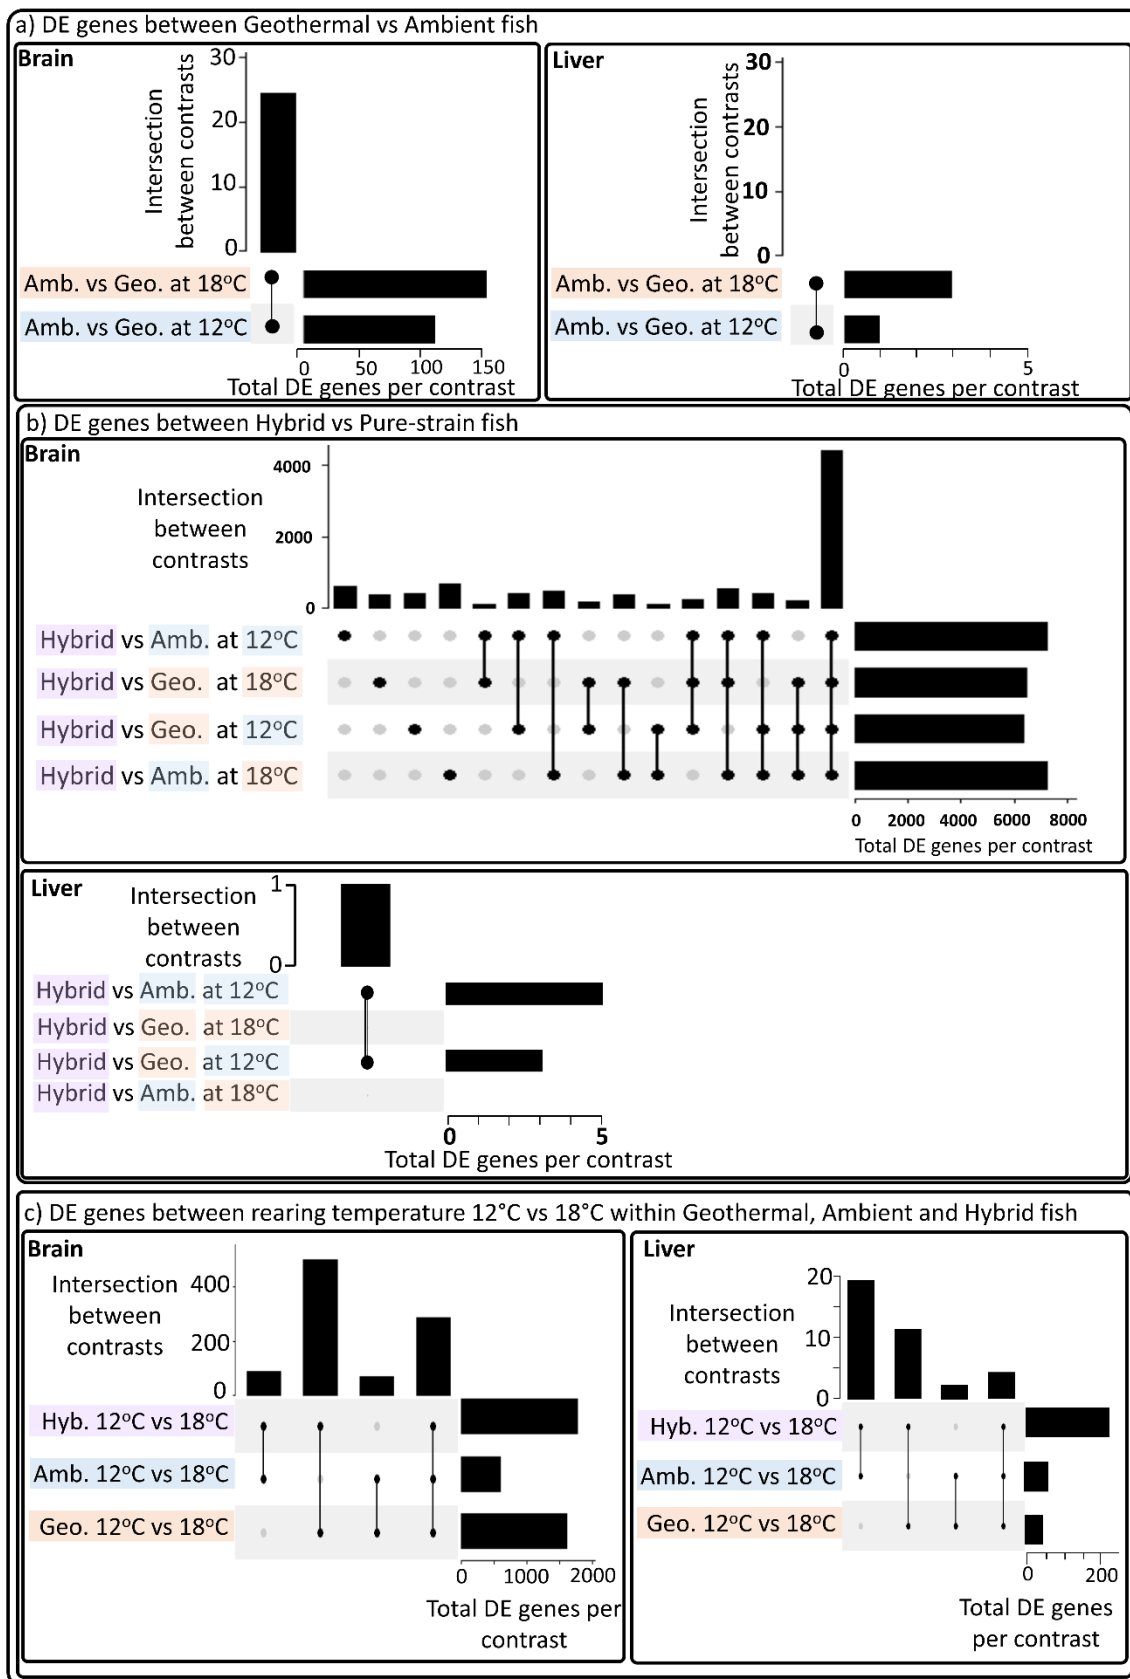 a) DE genes between Geothermal vs Ambient fish
Brain
30
20
10
0
Intersection
between contrasts
Amb. vs Geo. at 18°C
Amb. vs Geo. at 12°C
0 50 100 150
Total DE genes per contrast
Liver
30
20
10
0
Intersection
between contrasts
Amb. vs Geo. at 18°C
Amb. vs Geo. at 12°C
0 5
Total DE genes per contrast
b) DE genes between Hybrid vs Pure-strain fish
Brain
Intersection
between
contrasts
4000
2000
0
Hybrid vs Amb. at 12°C
Hybrid vs Geo. at 18°C
Hybrid vs Geo. at 12°C
Hybrid vs Amb. at 18°C
0 2000 4000 6000 8000
Total DE genes per contrast
Liver
Intersection
between
contrasts
1
0
Hybrid vs Amb. at 12°C
Hybrid vs Geo. at 18°C
Hybrid vs Geo. at 12°C
Hybrid vs Amb. at 18°C
0 5
Total DE genes per contrast
c) DE genes between rearing temperature 12°C vs 18°C within Geothermal, Ambient and Hybrid fish
Brain
Intersection
between
contrasts
400
200
0
Hyb. 12°C vs 18°C
Amb. 12°C vs 18°C
Geo. 12°C vs 18°C
0 1000 2000
Total DE genes per
contrast
Liver
Intersection
between
contrasts
20
10
0
Hyb. 12°C vs 18°C
Amb. 12°C vs 18°C
Geo. 12°C vs 18°C
0 200
Total DE genes
per contrast